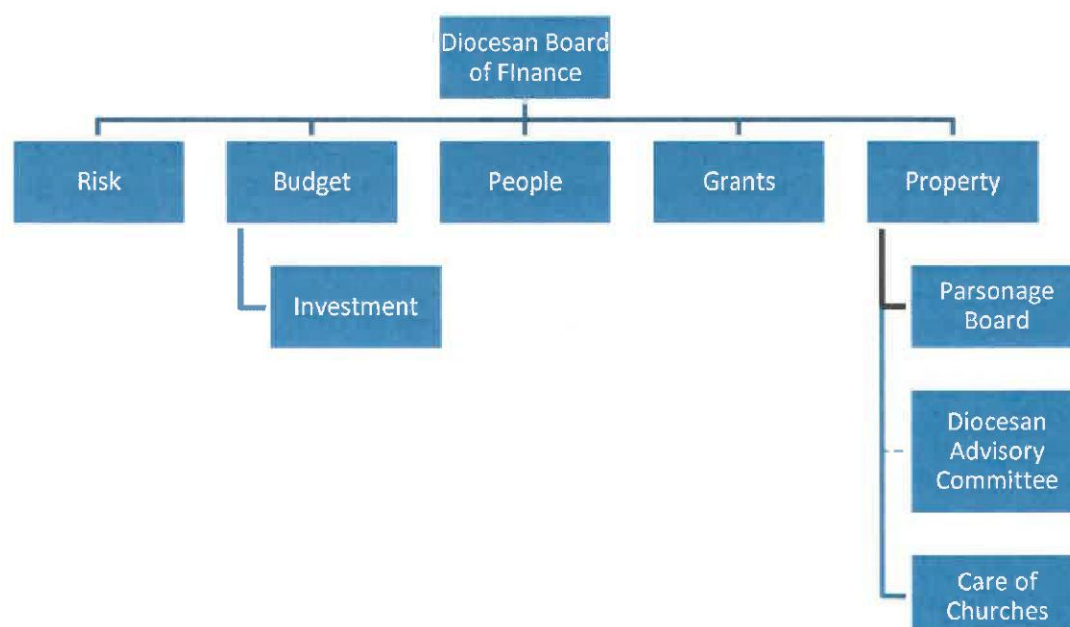 Diocesan Board
of FInance
Risk
Budget
People
Grants
Property
Investment
Parsonage
Board
Diocesan
Advisory
Committee
Care of
Churches